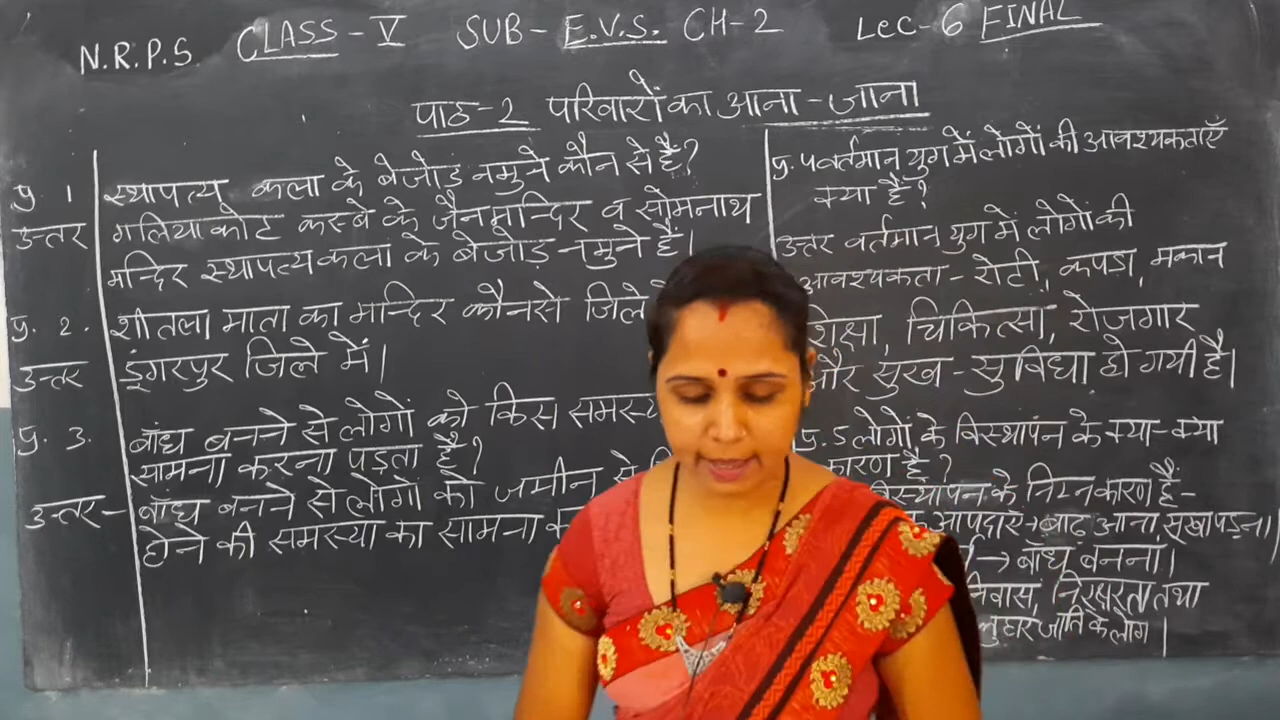 N.R.P.S. CLASS - V SUB - E.V.S. CH-2 Lec-6 FINAL
पाठ-2 परिवारों का आना-जाना
प्र. 1 स्थापत्य कला के बेजोड़ नमुने कौन से है?
उत्तर गलियाकोट कस्बे के जैन मन्दिर व सोमनाथ
मन्दिर स्थापत्य कला के बेजोड़ नमुने हैं।
प्र. 2. शीतला माता का मन्दिर कौनसे जिले
उत्तर डूंगरपुर जिले में।
प्र. 3. बाँध बनने से लोगों को किस समस्य
सामना करना पड़ता है?
उत्तर- बाँध बनने से लोगों को जमीन से
होने की समस्या का सामना
प्र. 4 वर्तमान युग में लोगों की आवश्यकताएँ
क्या है?
उत्तर वर्तमान युग में लोगों की
आवश्यकता - रोटी, कपडा, मकान
शिक्षा, चिकित्सा, रोजगार
और सुख-सुविधा हो गयी है।
प्र. 5 लोगों के विस्थापन के क्या-क्या
कारण है?
विस्थापन के निम्न कारण है-
आपदाएं → बाढ़ आना, सूखा पड़ना।
→ बाँध बनना।
निवास, निरक्षरता तथा
लुहार जाति के लोग।